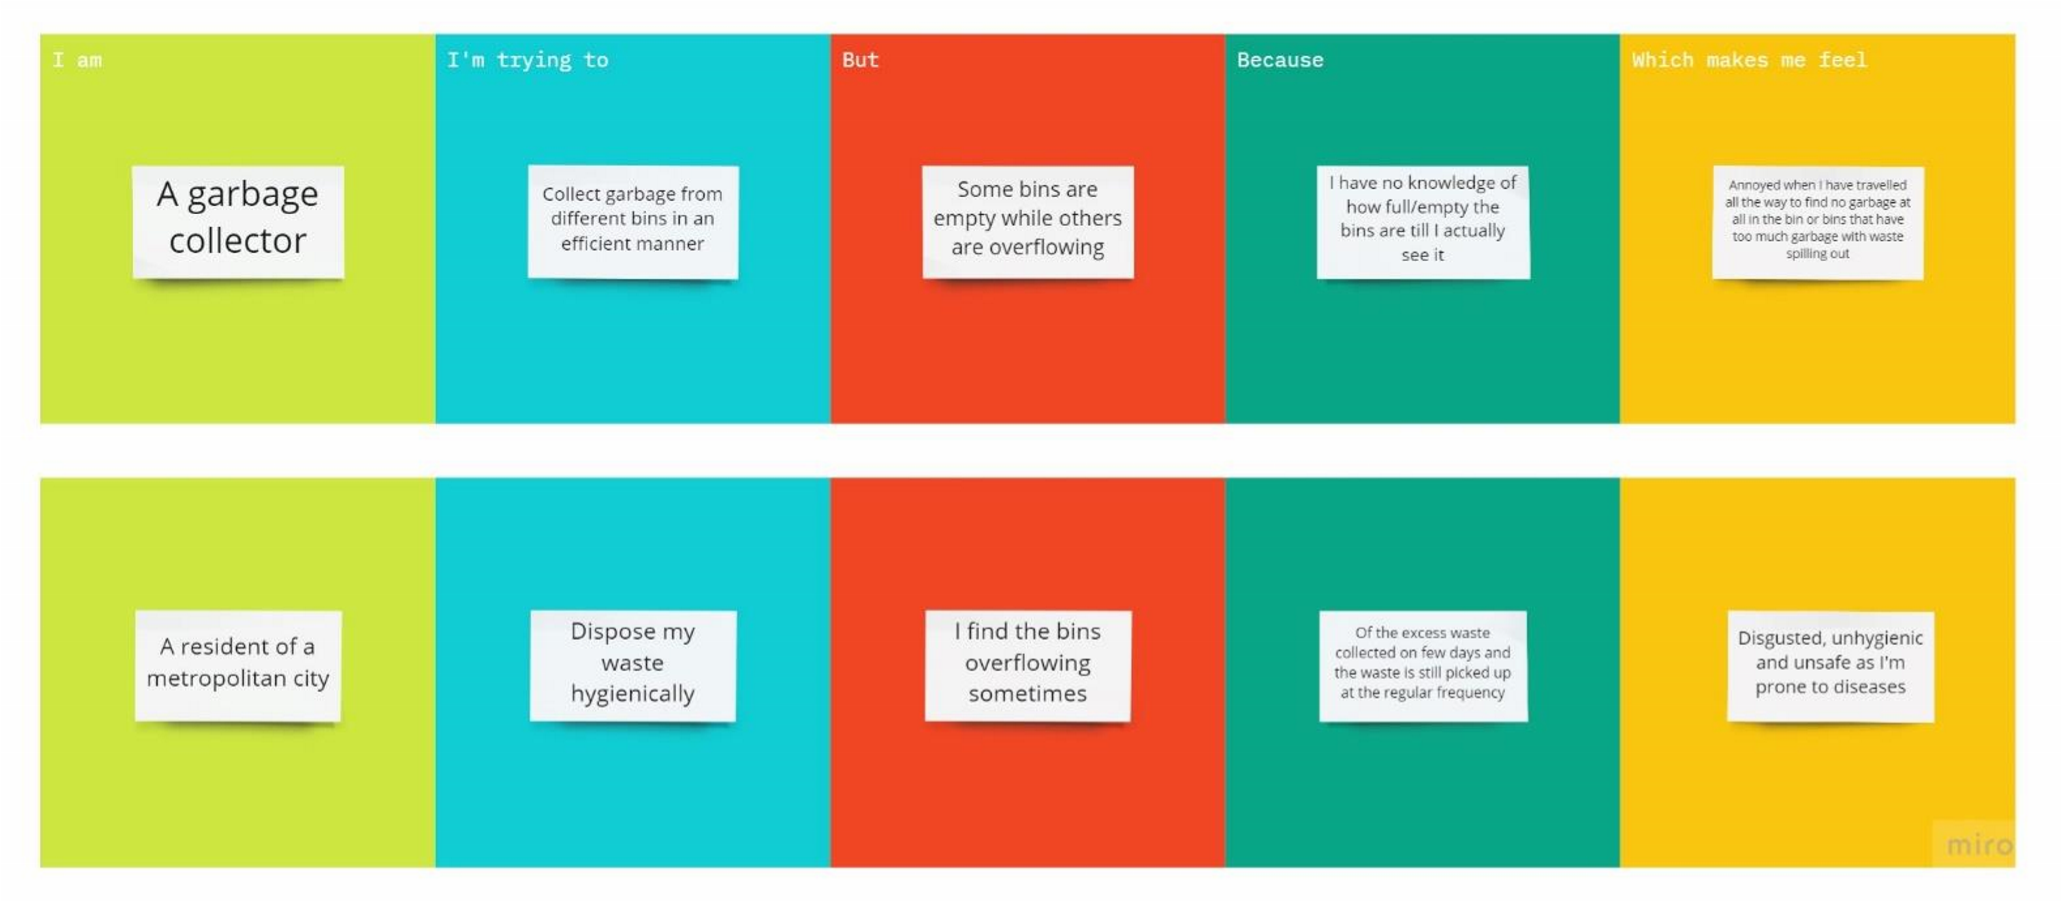 I am
I'm trying to
But
Because
Which makes me feel
A garbage
collector
Collect garbage from
different bins in an
efficient manner
Some bins are
empty while others
are overflowing
I have no knowledge of
how full/empty the
bins are till I actually
see it
Annoyed when I have travelled
all the way to find no garbage at
all in the bin or bins that have
too much garbage with waste
spilling out
A resident of a
metropolitan city
Dispose my
waste
hygienically
I find the bins
overflowing
sometimes
Of the excess waste
collected on few days and
the waste is still picked up
at the regular frequency
Disgusted, unhygienic
and unsafe as I'm
prone to diseases
miro